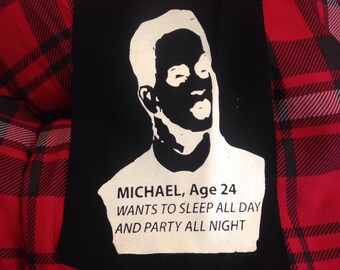 MICHAEL, Age 24
WANTS TO SLEEP ALL DAY
AND PARTY ALL NIGHT